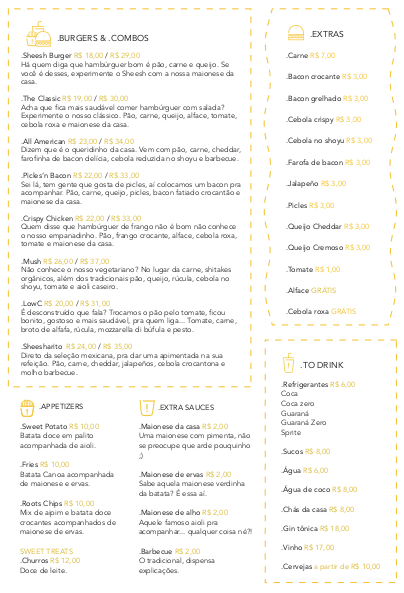 .BURGERS & .COMBOS
.Sheesh Burger R$ 18,00 / R$ 29,00
Há quem diga que hambúrguer bom é pão, carne e queijo. Se
você é desses, experimente o Sheesh com a nossa maionese da
casa.
.The Classic R$ 19,00 / R$ 30,00
Acha que fica mais saudável comer hambúrguer com salada?
Experimente o nosso clássico. Pão, carne, queijo, alface, tomate,
cebola roxa e maionese da casa.
.All American R$ 23,00 / R$ 34,00
Dizem que é o queridinho da casa. Vem com pão, carne, cheddar,
farofinha de bacon delícia, cebola reduzida no shoyu e barbecue.
.Picles'n Bacon R$ 22,00 / R$ 33,00
Sei lá, tem gente que gosta de picles, aí colocamos um bacon pra
acompanhar. Pão, carne, queijo, picles, bacon fatiado crocantão e
maionese da casa.
.Crispy Chicken R$ 22,00 / R$ 33,00
Quem disse que hambúrguer de frango não é bom não conhece
o nosso empanadinho. Pão, frango crocante, alface, cebola roxa,
tomate e maionese da casa.
.Mush R$ 26,00 / R$ 37,00
Não conhece o nosso vegetariano? No lugar da carne, shitakes
orgânicos, além dos tradicionais pão, queijo, rúcula, cebola no
shoyu, tomate e aioli caseiro.
.LowC R$ 20,00 / R$ 31,00
É desconstruído que fala? Trocamos o pão pelo tomate, ficou
bonito, gostoso e mais saudável, pra quem liga... Tomate, carne,
broto de alfafa, rúcula, mozzarella di búfula e pesto.
.Sheesharito R$ 24,00 / R$ 35,00
Direto da seleção mexicana, pra dar uma apimentada na sua
refeição. Pão, carne, cheddar, jalapeños, cebola crocantona e
molho barbecue.
.APPETIZERS
.Sweet Potato R$ 10,00
Batata doce em palito
acompanhada de aioli.
.Fries R$ 10,00
Batata Canoa acompanhada
de maionese e ervas.
.Roots Chips R$ 10,00
Mix de aipim e batata doce
crocantes acompanhados de
maionese de ervas.
SWEET TREATS
.Churros R$ 12,00
Doce de leite.
.EXTRA SAUCES
.Maionese da casa R$ 2,00
Uma maionese com pimenta, não
se preocupe que arde pouquinho
;)
.Maionese de ervas R$ 2,00
Sabe aquela maionese verdinha
da batata? É essa aí.
.Maionese de alho R$ 2,00
Aquele famoso aioli pra
acompanhar... qualquer coisa né?!
.Barbecue R$ 2,00
O tradicional, dispensa
explicações.
.EXTRAS
.Carne R$ 7,00
.Bacon crocante R$ 3,00
.Bacon grelhado R$ 3,00
.Cebola crispy R$ 3,00
.Cebola no shoyu R$ 3,00
.Farofa de bacon R$ 3,00
.Jalapeño R$ 3,00
.Picles R$ 3,00
.Queijo Cheddar R$ 3,00
.Queijo Cremoso R$ 3,00
.Tomate R$ 1,00
.Alface GRÁTIS
.Cebola roxa GRÁTIS
.TO DRINK
.Refrigerantes R$ 6,00
Coca
Coca zero
Guaraná
Guaraná Zero
Sprite
.Sucos R$ 8,00
.Água R$ 6,00
.Água de coco R$ 8,00
.Chás da casa R$ 8,00
.Gin tônica R$ 18,00
.Vinho R$ 17,00
.Cervejas a partir de R$ 10,00